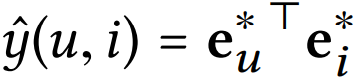 ŷ(u, i) = e*_u^⊤ e*_i